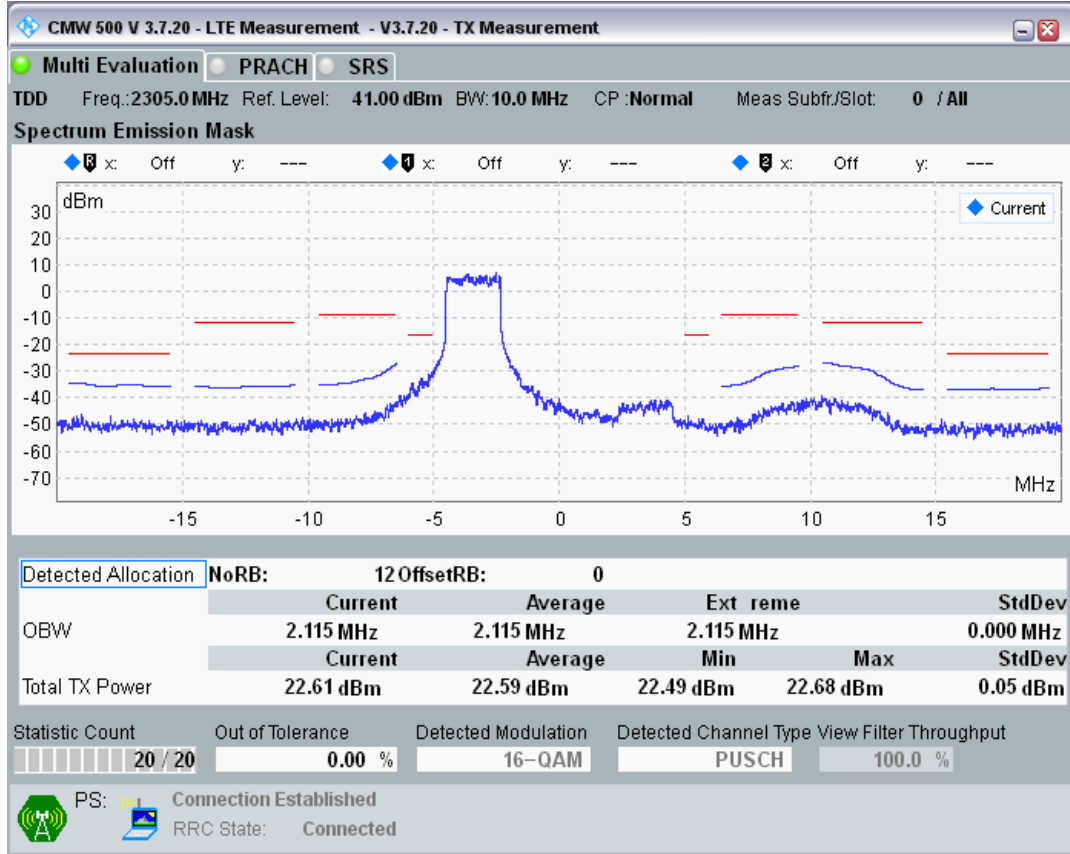 CMW 500 V 3.7.20 - LTE Measurement - V3.7.20 - TX Measurement
Multi Evaluation PRACH SRS
TDD Freq.:2305.0 MHz Ref. Level: 41.00 dBm BW: 10.0 MHz CP :Normal Meas Subfr./Slot: 0 / All
Spectrum Emission Mask
R x: Off y: --- 1 x: Off y: --- 2 x: Off y: ---
dBm
Current
30
20
10
0
-10
-20
-30
-40
-50
-60
-70
MHz
-15 -10 -5 0 5 10 15
Detected Allocation NoRB: 12 OffsetRB: 0
Current Average Ext reme StdDev
OBW 2.115 MHz 2.115 MHz 2.115 MHz 0.000 MHz
Current Average Min Max StdDev
Total TX Power 22.61 dBm 22.59 dBm 22.49 dBm 22.68 dBm 0.05 dBm
Statistic Count Out of Tolerance Detected Modulation Detected Channel Type View Filter Throughput
20 / 20 0.00 % 16-QAM PUSCH 100.0 %
PS: Connection Established
RRC State: Connected